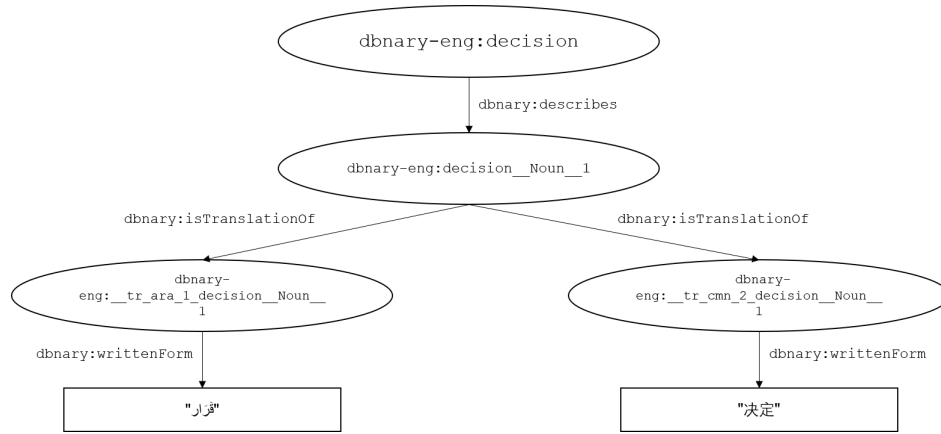 dbnary-eng:decision
dbnary:describes
dbnary-eng:decision__Noun__1
dbnary:isTranslationOf
dbnary:isTranslationOf
dbnary-
eng:__tr_ara_1_decision__Noun__
1
dbnary-
eng:__tr_cmn_2_decision__Noun__
1
dbnary:writtenForm
dbnary:writtenForm
"قَرَار"
"决定"